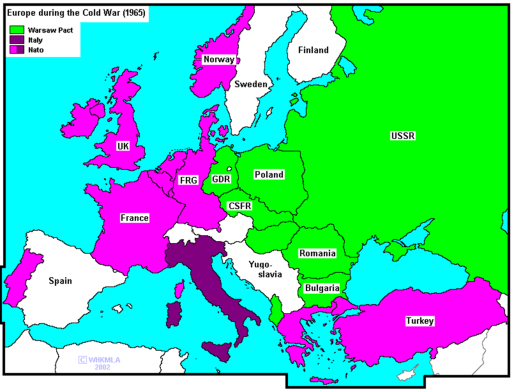 Europe during the Cold War (1965)
Warsaw Pact
Italy
Nato
Finland
Norway
Sweden
USSR
UK
FRG
GDR
Poland
CSFR
France
Romania
Yugo-
slavia
Spain
Bulgaria
Turkey
© WHKMLA
2002